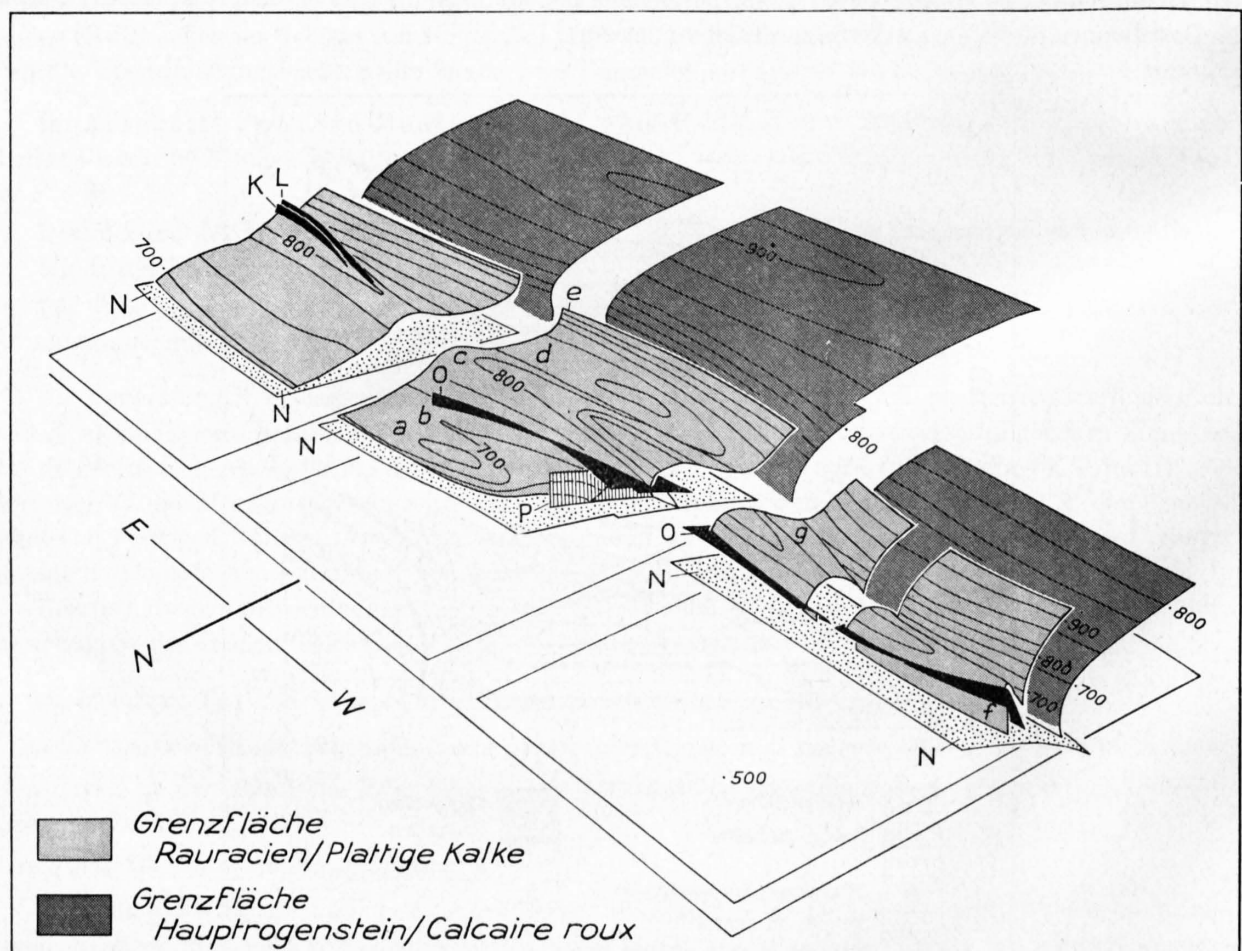 K L
700
800
N
900
e
N
c
d
O
800
b
N
a
700
800
P
O
g
N
800
900
800
700
700
f
N
E
N
W
500
Grenzfläche
Rauracien/Plattige Kalke
Grenzfläche
Hauptrogenstein/Calcaire roux